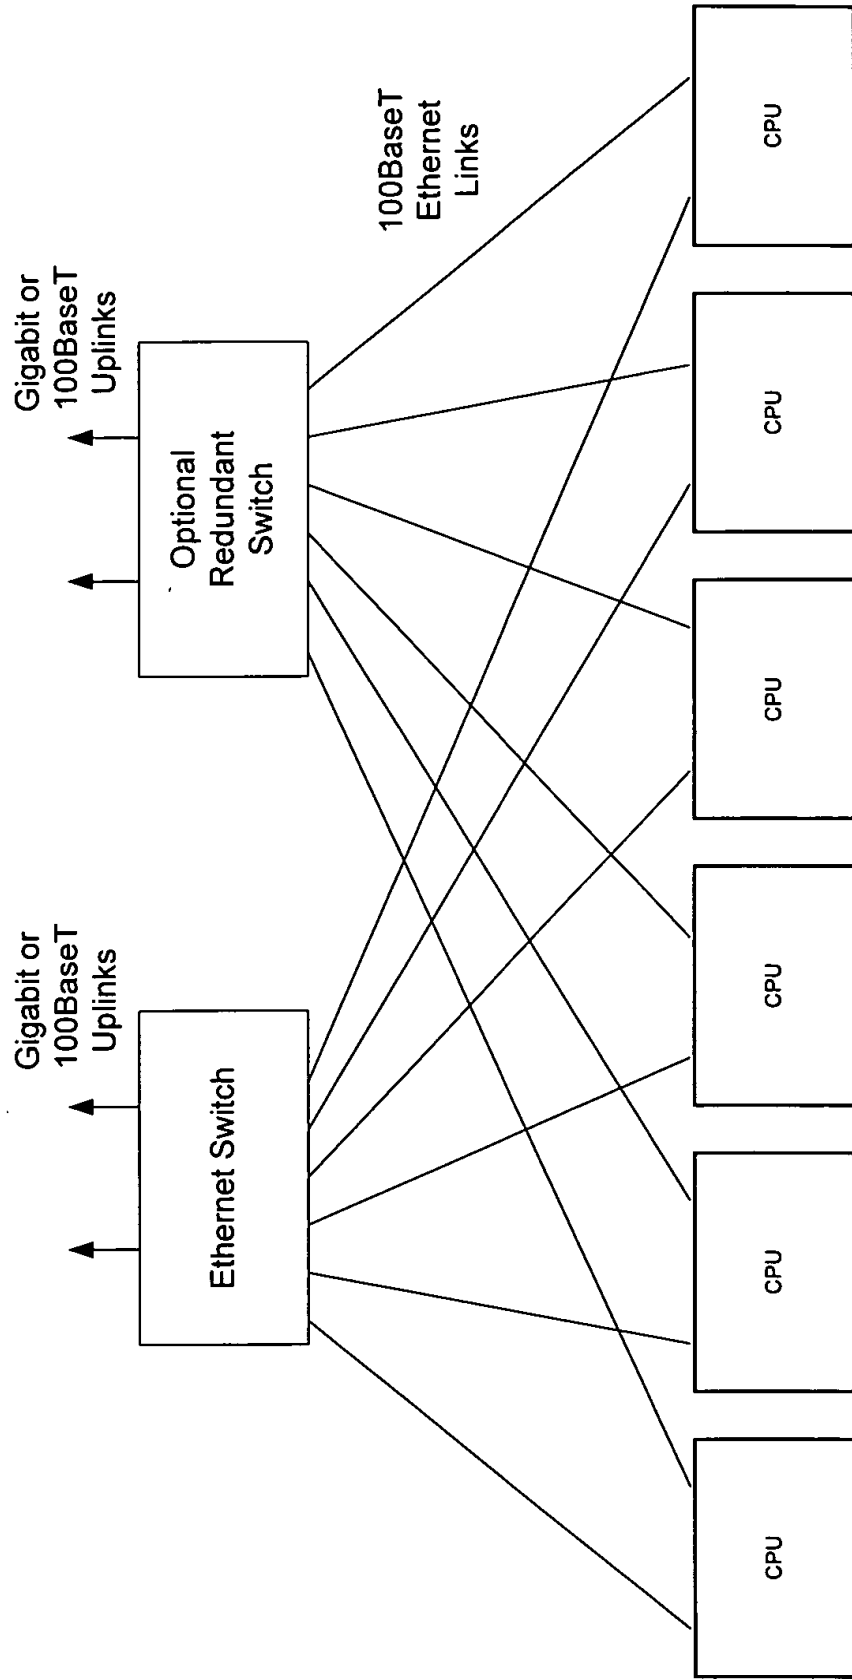 Gigabit or
100BaseT
Uplinks
Gigabit or
100BaseT
Uplinks
Ethernet Switch
Optional
Redundant
Switch
100BaseT
Ethernet
Links
CPU
CPU
CPU
CPU
CPU
CPU